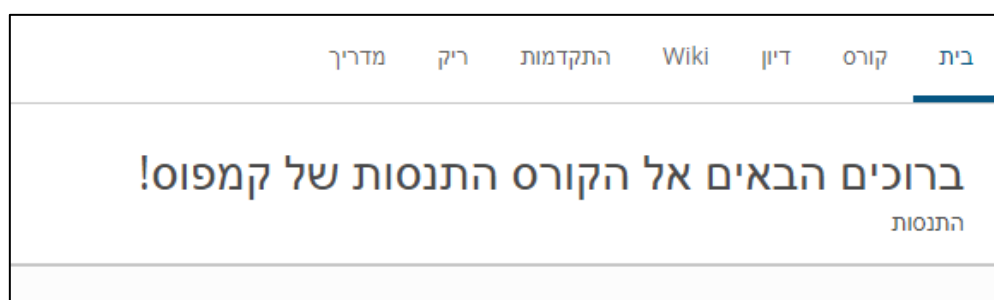 בית קורס דיון Wiki התקדמות ריק מדריך
ברוכים הבאים אל הקורס התנסות של קמפוס!
התנסות